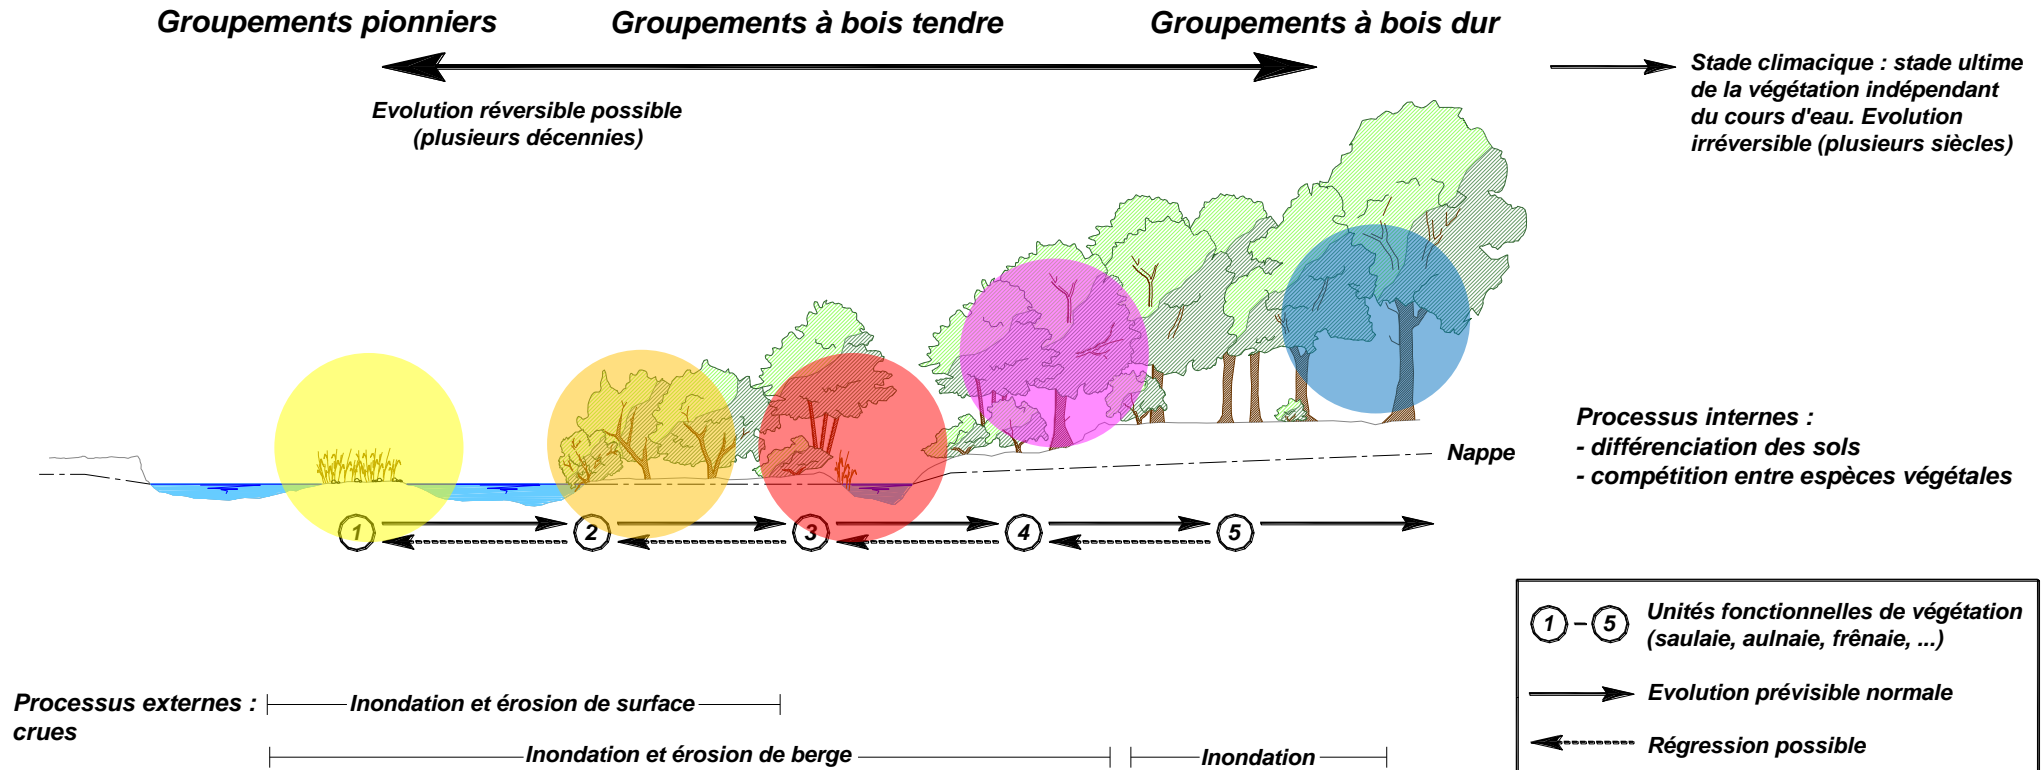 Groupements pionniers
Groupements à bois tendre
Groupements à bois dur
Evolution réversible possible
(plusieurs décennies)
Stade climacique : stade ultime
de la végétation indépendant
du cours d'eau. Evolution
irréversible (plusieurs siècles)
Nappe
Processus internes :
- différenciation des sols
- compétition entre espèces végétales
1
2
3
4
5
1 - 5
Unités fonctionnelles de végétation
(saulaie, aulnaie, frênaie, ...)
Evolution prévisible normale
Régression possible
Processus externes :
crues
Inondation et érosion de surface
Inondation et érosion de berge
Inondation